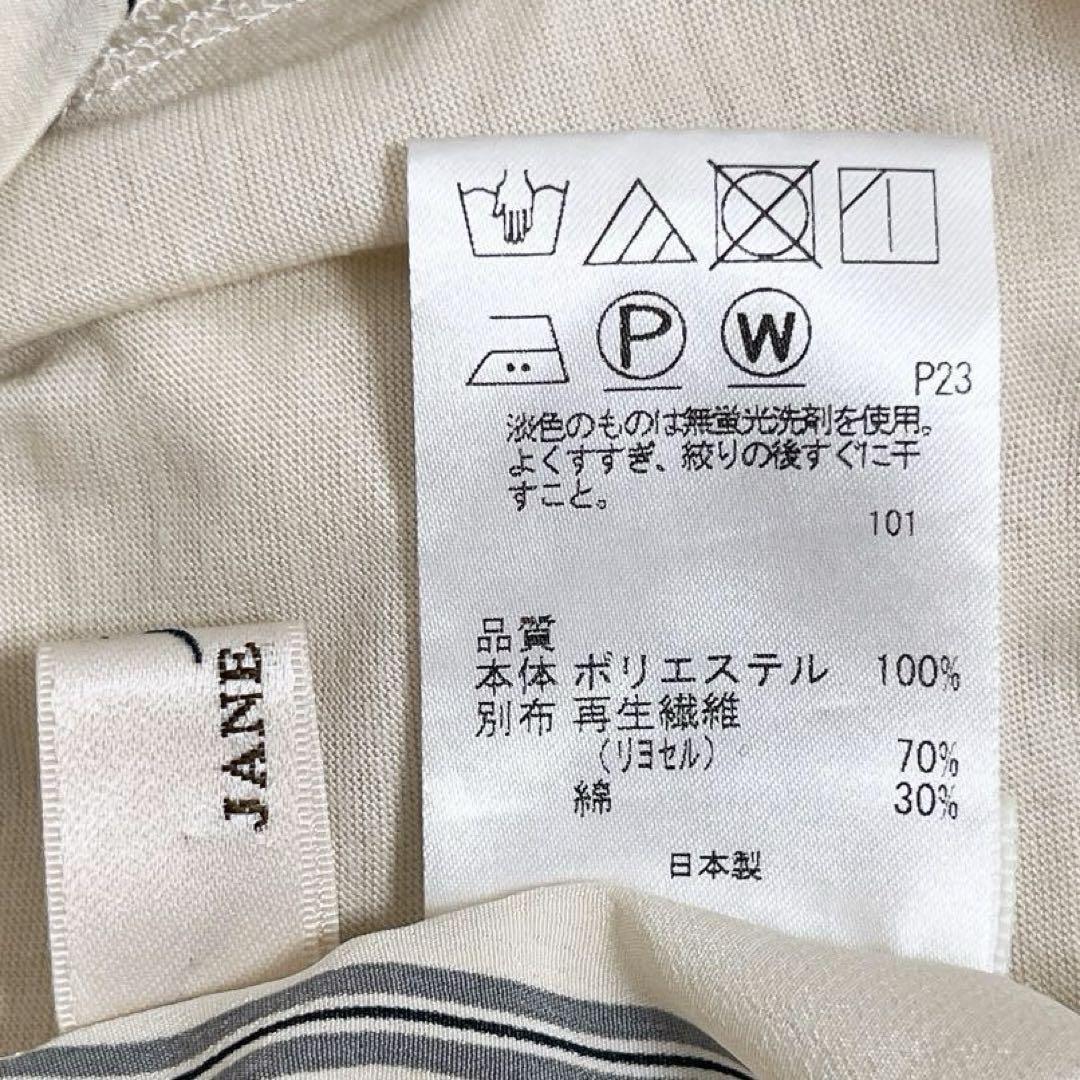 P
W
P23
淡色のものは無蛍光洗剤を使用。
よくすすぎ、絞りの後すぐに干
すこと。
101
品質
本体 ポリエステル 100%
別布 再生繊維
(リヨセル) 70%
綿 30%
日本製
JANE